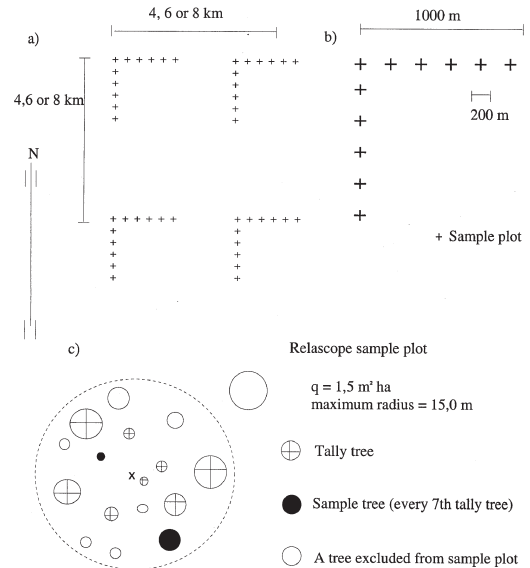 4, 6 or 8 km
a)
4,6 or 8 km
N
b)
1000 m
200 m
+ Sample plot
c)
Relascope sample plot
q = 1,5 m² ha
maximum radius = 15,0 m
x
Tally tree
Sample tree (every 7th tally tree)
A tree excluded from sample plot